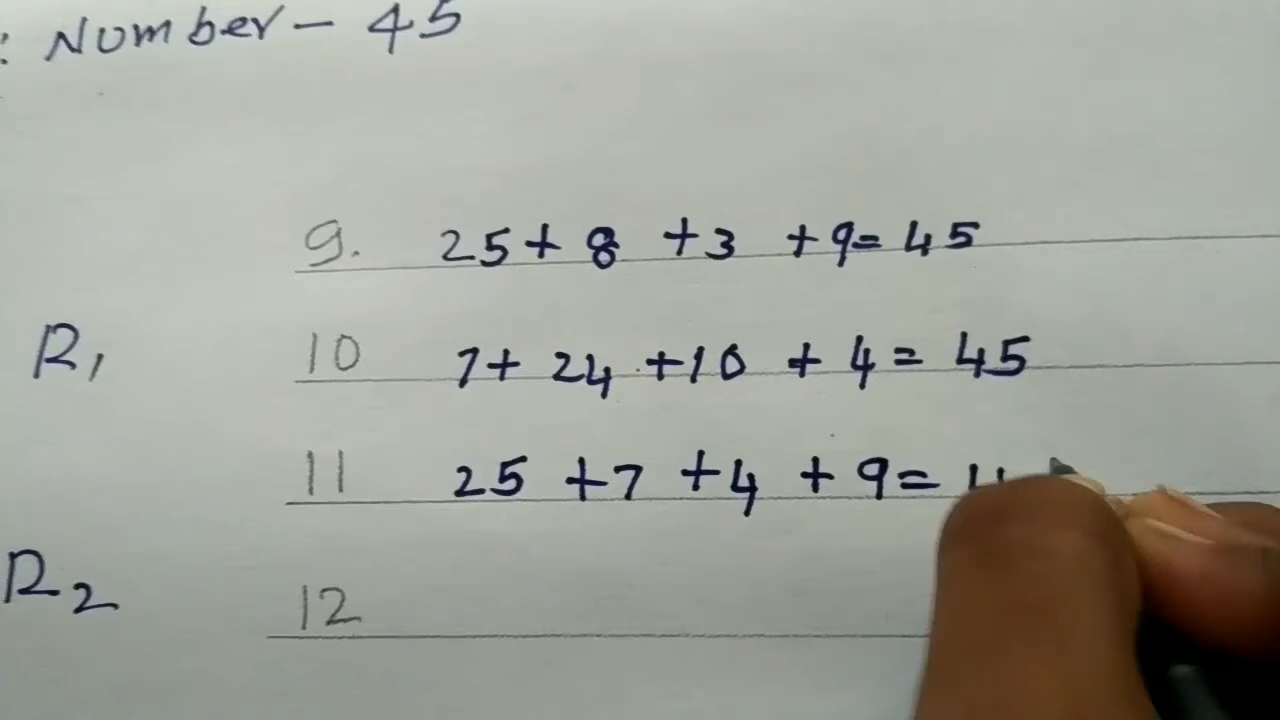 : Number - 45
9. 25 + 8 + 3 + 9 = 45
R1 10 7 + 24 + 10 + 4 = 45
11 25 + 7 + 4 + 9 = 4
R2 12